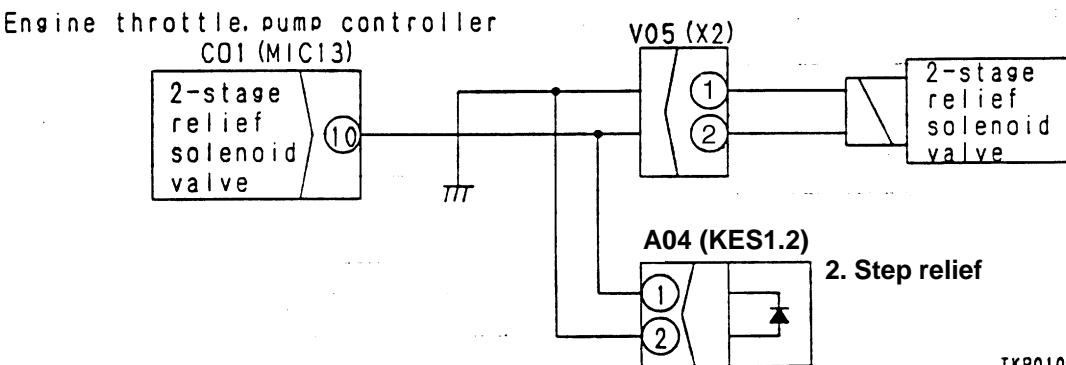 Engine throttle, pump controller
C01 (MIC13)
2-stage
relief
solenoid
valve
10
V05 (X2)
1
2
2-stage
relief
solenoid
valve
A04 (KES1.2)
1
2
2. Step relief